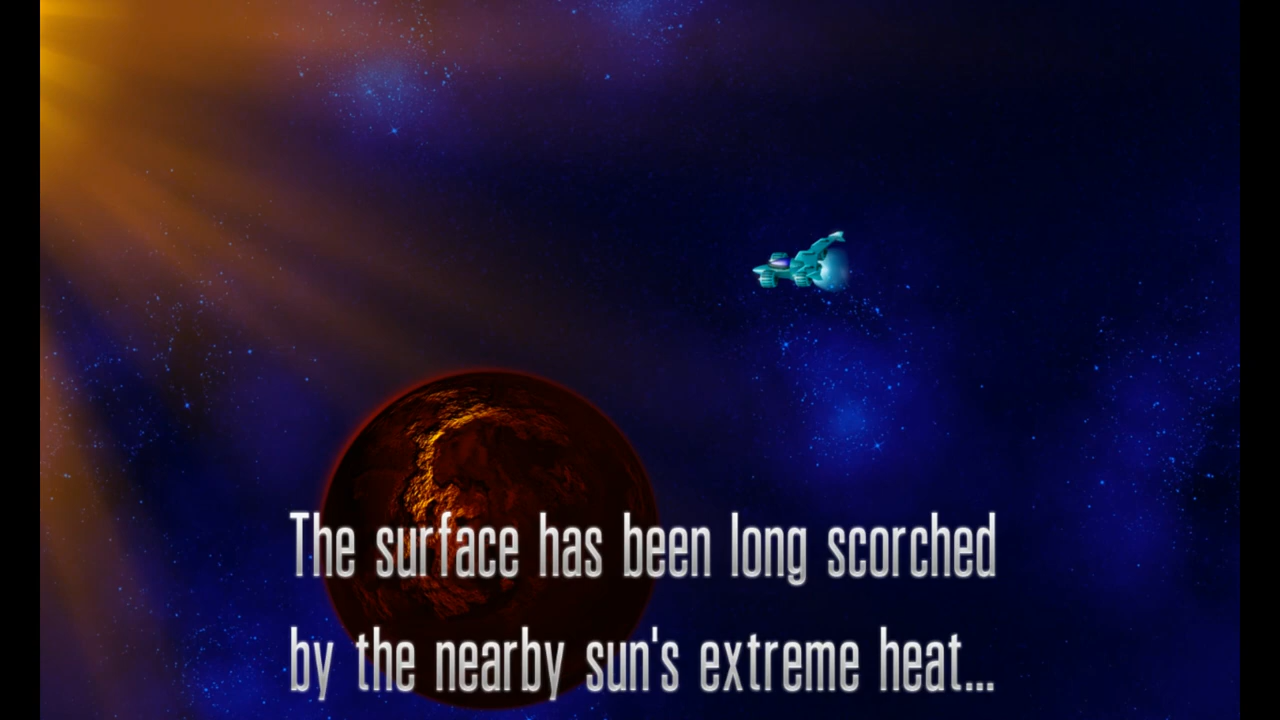 The surface has been long scorched
by the nearby sun's extreme heat...